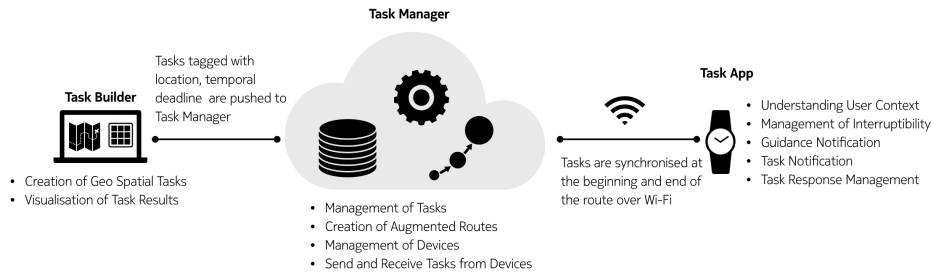 Task Manager
Tasks tagged with
location, temporal
deadline are pushed to
Task Manager
Task Builder
• Creation of Geo Spatial Tasks
• Visualisation of Task Results
• Management of Tasks
• Creation of Augmented Routes
• Management of Devices
• Send and Receive Tasks from Devices
Tasks are synchronised at
the beginning and end of
the route over Wi-Fi
Task App
• Understanding User Context
• Management of Interruptibility
• Guidance Notification
• Task Notification
• Task Response Management